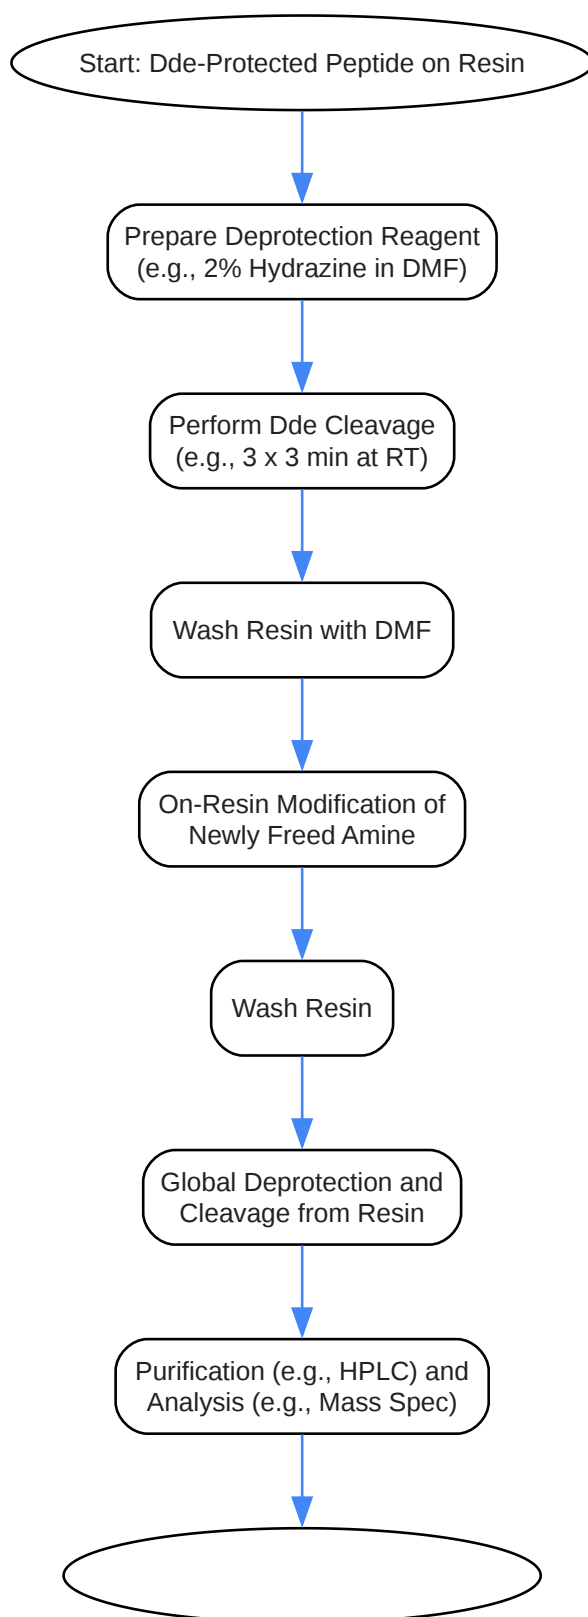 Start: Dde-Protected Peptide on Resin
Prepare Deprotection Reagent
(e.g., 2% Hydrazine in DMF)
Perform Dde Cleavage
(e.g., 3 x 3 min at RT)
Wash Resin with DMF
On-Resin Modification of
Newly Freed Amine
Wash Resin
Global Deprotection and
Cleavage from Resin
Purification (e.g., HPLC) and
Analysis (e.g., Mass Spec)